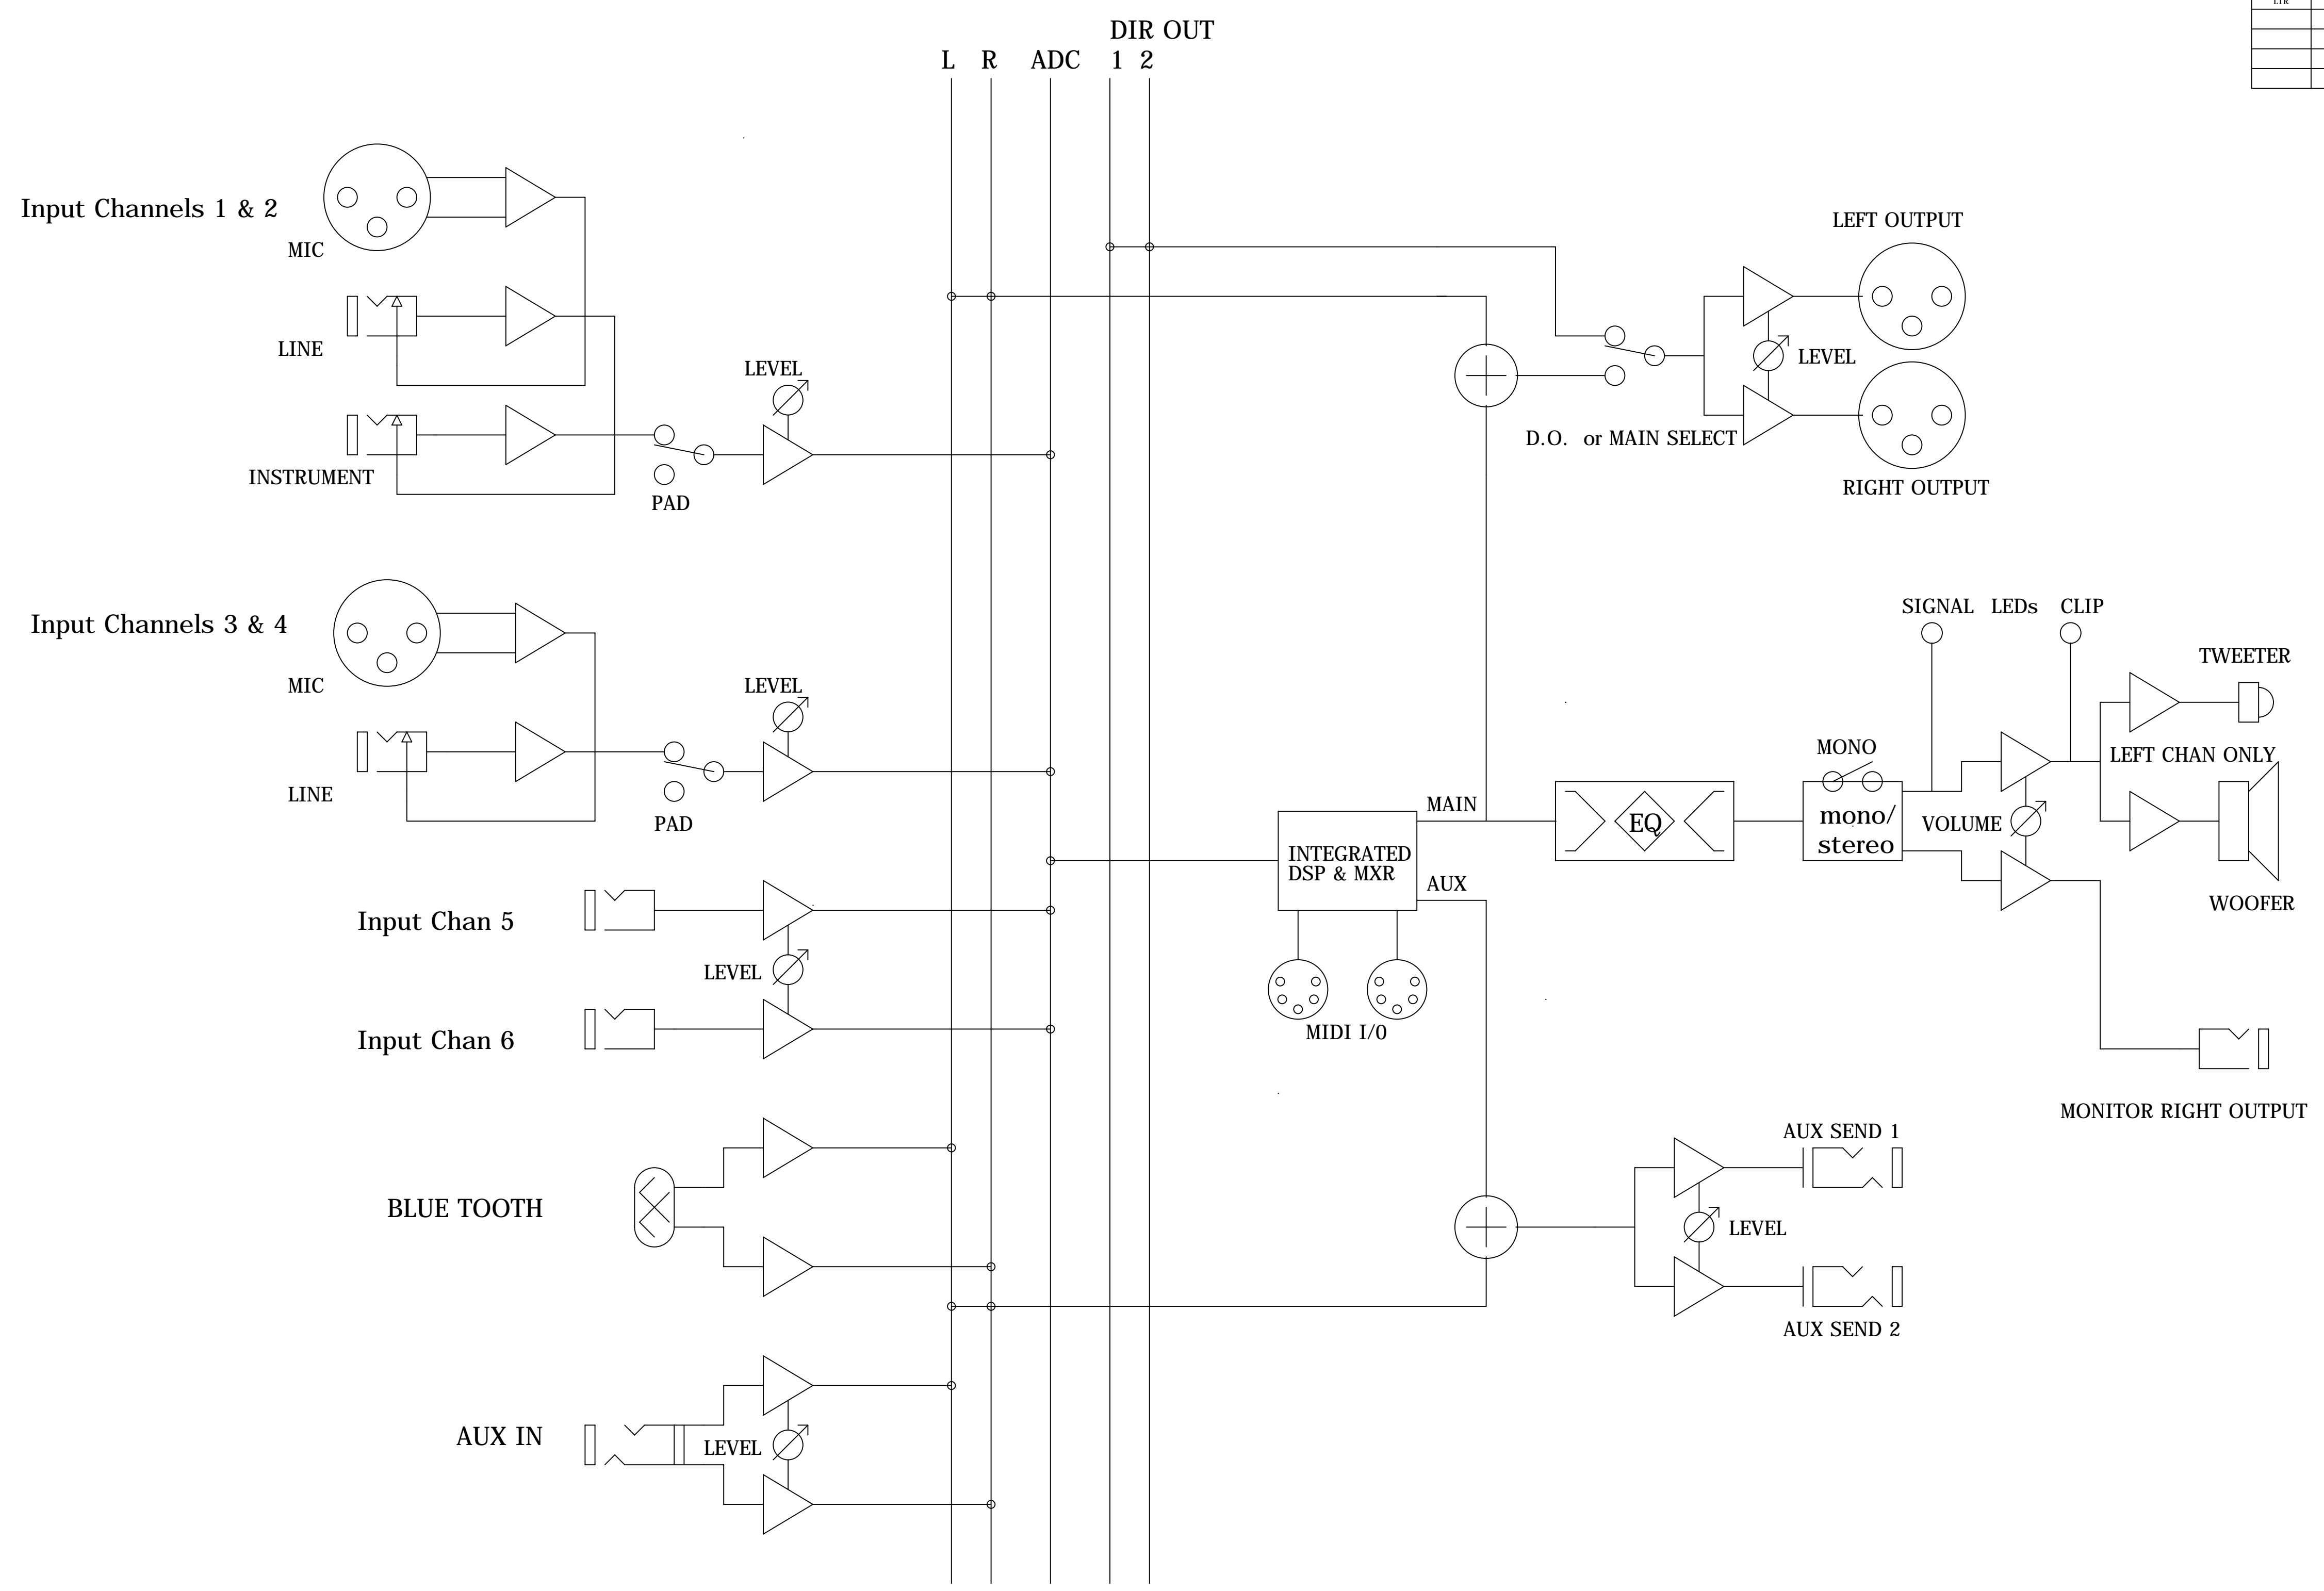 LTR
DIR OUT
L R ADC 1 2
Input Channels 1 & 2
MIC
LINE
INSTRUMENT
LEVEL
PAD
LEFT OUTPUT
LEVEL
D.O. or MAIN SELECT
RIGHT OUTPUT
Input Channels 3 & 4
MIC
LINE
LEVEL
PAD
SIGNAL LEDs CLIP
TWEETER
MONO
LEFT CHAN ONLY
MAIN
EQ
mono/
stereo
VOLUME
INTEGRATED
DSP & MXR
AUX
WOOFER
Input Chan 5
LEVEL
Input Chan 6
MIDI I/0
MONITOR RIGHT OUTPUT
BLUE TOOTH
AUX SEND 1
LEVEL
AUX SEND 2
AUX IN
LEVEL